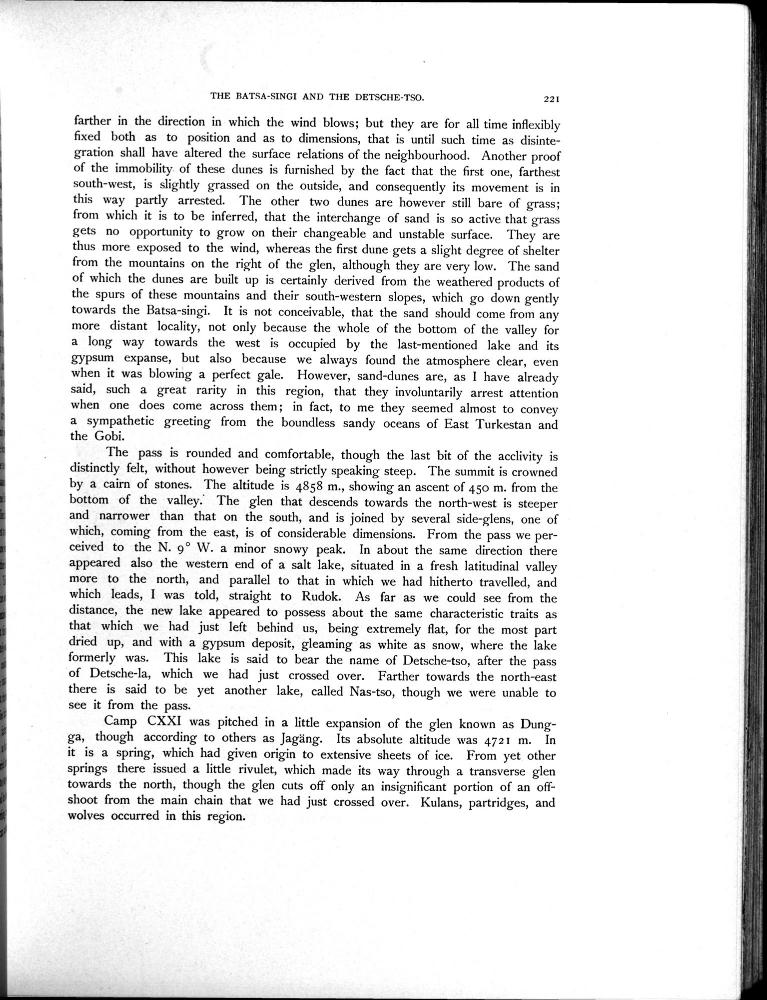 THE BATSA-SINGI AND THE DETSCHE-TSO. 221
farther in the direction in which the wind blows; but they are for all time inflexibly
fixed both as to position and as to dimensions, that is until such time as disinte-
gration shall have altered the surface relations of the neighbourhood. Another proof
of the immobility of these dunes is furnished by the fact that the first one, farthest
south-west, is slightly grassed on the outside, and consequently its movement is in
this way partly arrested. The other two dunes are however still bare of grass;
from which it is to be inferred, that the interchange of sand is so active that grass
gets no opportunity to grow on their changeable and unstable surface. They are
thus more exposed to the wind, whereas the first dune gets a slight degree of shelter
from the mountains on the right of the glen, although they are very low. The sand
of which the dunes are built up is certainly derived from the weathered products of
the spurs of these mountains and their south-western slopes, which go down gently
towards the Batsa-singi. It is not conceivable, that the sand should come from any
more distant locality, not only because the whole of the bottom of the valley for
a long way towards the west is occupied by the last-mentioned lake and its
gypsum expanse, but also because we always found the atmosphere clear, even
when it was blowing a perfect gale. However, sand-dunes are, as I have already
said, such a great rarity in this region, that they involuntarily arrest attention
when one does come across them; in fact, to me they seemed almost to convey
a sympathetic greeting from the boundless sandy oceans of East Turkestan and
the Gobi.
The pass is rounded and comfortable, though the last bit of the acclivity is
distinctly felt, without however being strictly speaking steep. The summit is crowned
by a cairn of stones. The altitude is 4858 m., showing an ascent of 450 m. from the
bottom of the valley. The glen that descends towards the north-west is steeper
and narrower than that on the south, and is joined by several side-glens, one of
which, coming from the east, is of considerable dimensions. From the pass we per-
ceived to the N. 9° W. a minor snowy peak. In about the same direction there
appeared also the western end of a salt lake, situated in a fresh latitudinal valley
more to the north, and parallel to that in which we had hitherto travelled, and
which leads, I was told, straight to Rudok. As far as we could see from the
distance, the new lake appeared to possess about the same characteristic traits as
that which we had just left behind us, being extremely flat, for the most part
dried up, and with a gypsum deposit, gleaming as white as snow, where the lake
formerly was. This lake is said to bear the name of Detsche-tso, after the pass
of Detsche-la, which we had just crossed over. Farther towards the north-east
there is said to be yet another lake, called Nas-tso, though we were unable to
see it from the pass.
Camp CXXI was pitched in a little expansion of the glen known as Dung-
ga, though according to others as Jagäng. Its absolute altitude was 4721 m. In
it is a spring, which had given origin to extensive sheets of ice. From yet other
springs there issued a little rivulet, which made its way through a transverse glen
towards the north, though the glen cuts off only an insignificant portion of an off-
shoot from the main chain that we had just crossed over. Kulans, partridges, and
wolves occurred in this region.